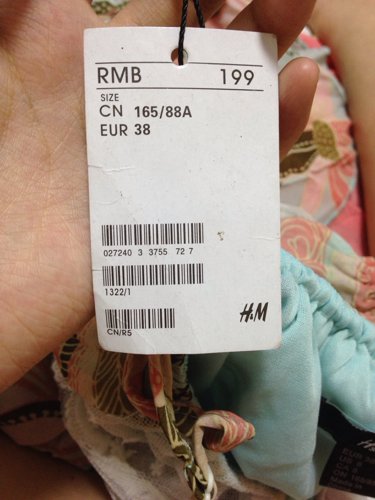 RMB 199
SIZE
CN 165/88A
EUR 38
027240 3 3755 72 7
1322/1
H&M
CN/R5